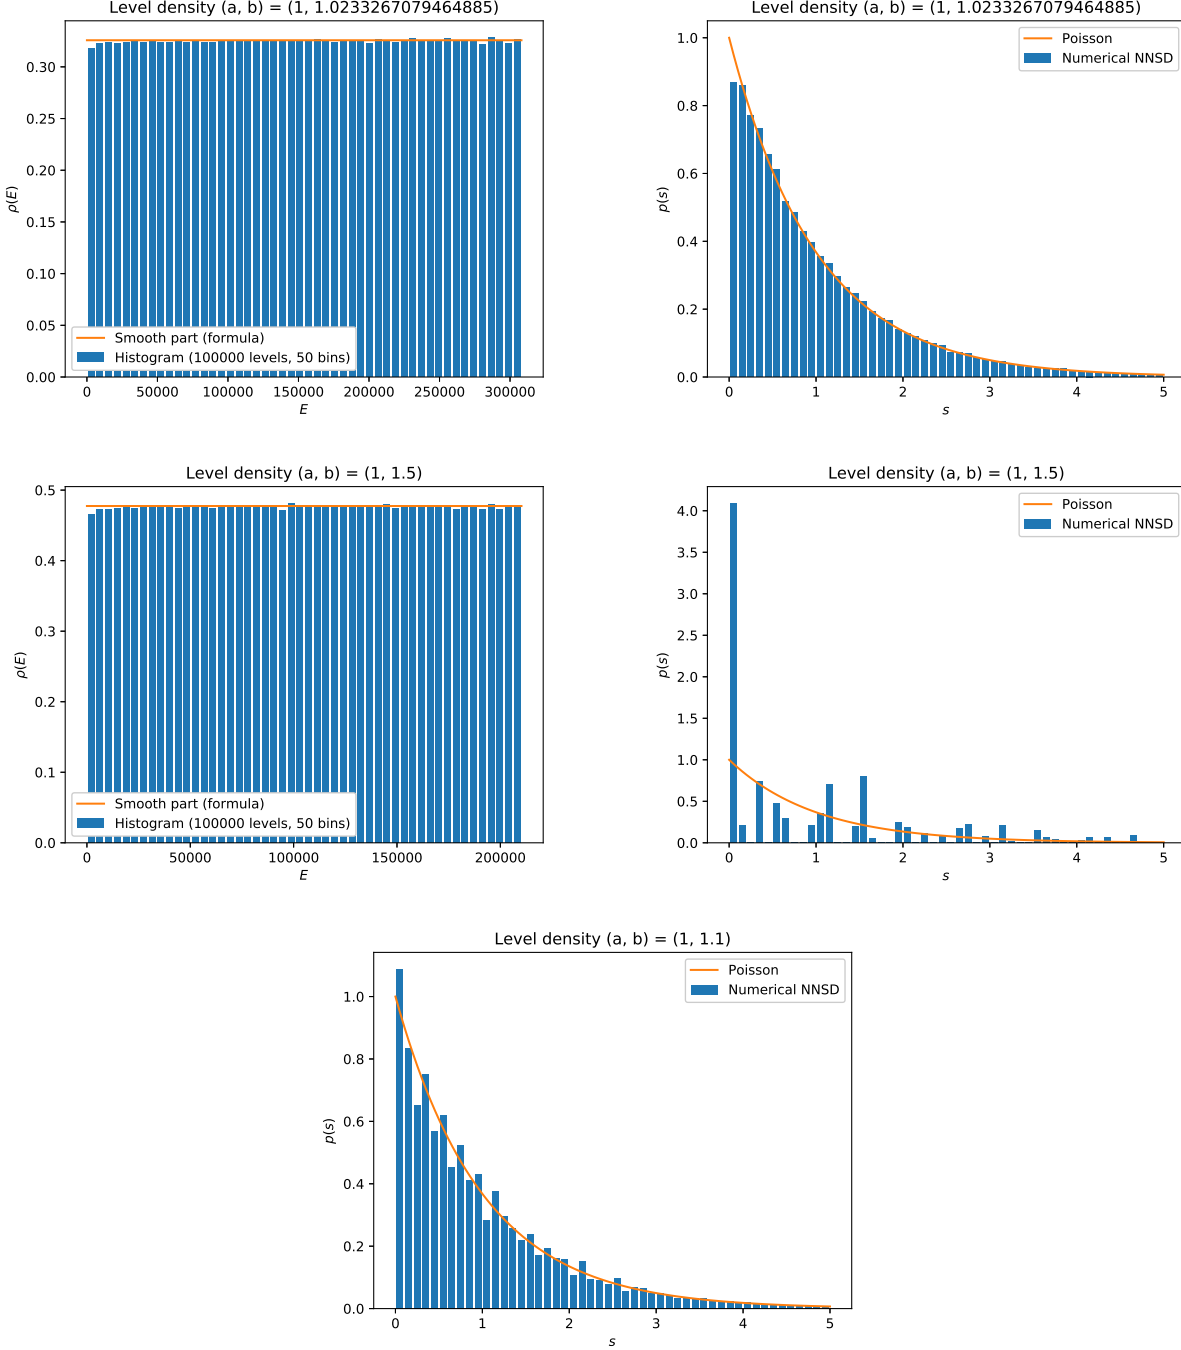 Level density (a, b) = (1, 1.0233267079464885)
ρ(E)
0.30
0.25
0.20
0.15
0.10
0.05
0.00
Smooth part (formula)
Histogram (100000 levels, 50 bins)
0 50000 100000 150000 200000 250000 300000
E
Level density (a, b) = (1, 1.0233267079464885)
p(s)
1.0
0.8
0.6
0.4
0.2
0.0
Poisson
Numerical NNSD
0 1 2 3 4 5
s
Level density (a, b) = (1, 1.5)
ρ(E)
0.5
0.4
0.3
0.2
0.1
0.0
Smooth part (formula)
Histogram (100000 levels, 50 bins)
0 50000 100000 150000 200000
E
Level density (a, b) = (1, 1.5)
p(s)
4.0
3.5
3.0
2.5
2.0
1.5
1.0
0.5
0.0
Poisson
Numerical NNSD
0 1 2 3 4 5
s
Level density (a, b) = (1, 1.1)
p(s)
1.0
0.8
0.6
0.4
0.2
0.0
Poisson
Numerical NNSD
0 1 2 3 4 5
s